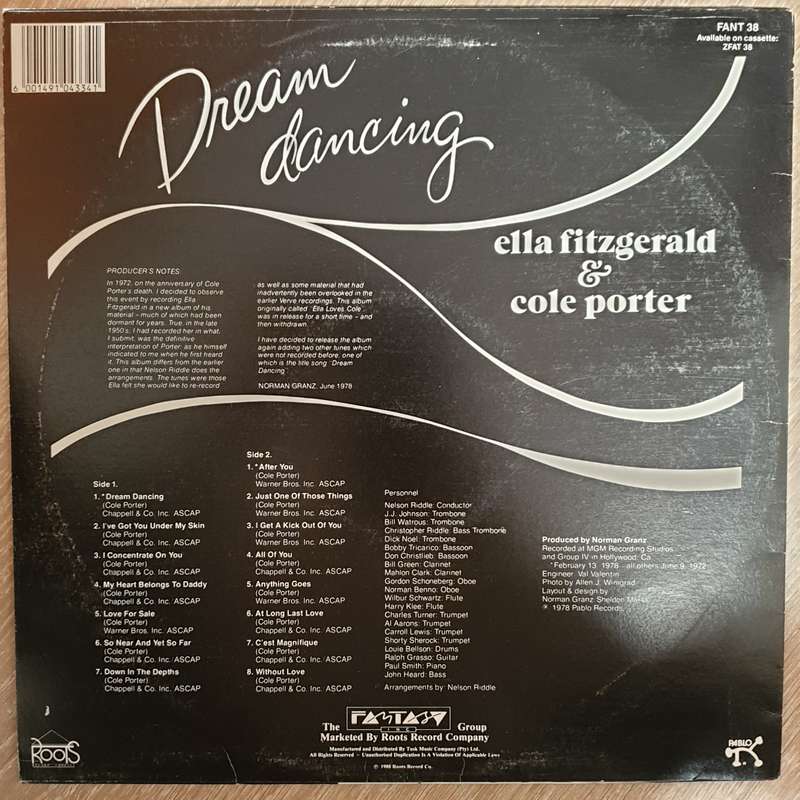 6 001491 043341
FANT 38
Available on cassette:
ZFAT 38
Dream
dancing
ella fitzgerald
&
cole porter
PRODUCER'S NOTES
In 1972, on the anniversary of Cole
Porter's death, I decided to observe
this event by recording Ella
Fitzgerald in a new album of his
material – much of which had been
dormant for years. True, in the late
1950's, I had recorded her in what,
I submit, was the definitive
interpretation of Porter; as he himself
indicated to me when he first heard
it. This album differs from the earlier
one in that Nelson Riddle does the
arrangements. The tunes were those
Ella felt she would like to re-record
as well as some material that had
inadvertently been overlooked in the
earlier Verve recordings. This album
originally called "Ella Loves Cole"
was in release for a short time – and
then withdrawn.
I have decided to release the album
again adding two other tunes which
were not recorded before, one of
which is the title song "Dream
Dancing"
NORMAN GRANZ, June 1978
Side 1.
1. *Dream Dancing
(Cole Porter)
Chappell & Co. Inc. ASCAP
2. I've Got You Under My Skin
(Cole Porter)
Chappell & Co. Inc. ASCAP
3. I Concentrate On You
(Cole Porter)
Chappell & Co. Inc. ASCAP
4. My Heart Belongs To Daddy
(Cole Porter)
Chappell & Co. Inc. ASCAP
5. Love For Sale
(Cole Porter)
Warner Bros. Inc. ASCAP
6. So Near And Yet So Far
(Cole Porter)
Chappell & Co. Inc. ASCAP
7. Down In The Depths
(Cole Porter)
Chappell & Co. Inc. ASCAP
Side 2.
1. *After You
(Cole Porter)
Warner Bros. Inc. ASCAP
2. Just One Of Those Things
(Cole Porter)
Warner Bros. Inc. ASCAP
3. I Get A Kick Out Of You
(Cole Porter)
Warner Bros. Inc. ASCAP
4. All Of You
(Cole Porter)
Chappell & Co. Inc. ASCAP
5. Anything Goes
(Cole Porter)
Warner Bros. Inc. ASCAP
6. At Long Last Love
(Cole Porter)
Chappell & Co. Inc. ASCAP
7. C'est Magnifique
(Cole Porter)
Chappell & Co. Inc. ASCAP
8. Without Love
(Cole Porter)
Chappell & Co. Inc. ASCAP
Personnel
Nelson Riddle: Conductor
J.J. Johnson: Trombone
Bill Watrous: Trombone
Christopher Riddle: Bass Trombone
Dick Noel: Trombone
Bobby Tricarico: Bassoon
Don Christlieb: Bassoon
Bill Green: Clarinet
Mahlon Clark: Clarinet
Gordon Schoneberg: Oboe
Norman Benno: Oboe
Wilbur Schwartz: Flute
Harry Klee: Flute
Charles Turner: Trumpet
Al Aarons: Trumpet
Carroll Lewis: Trumpet
Shorty Sherock: Trumpet
Louie Bellson: Drums
Ralph Grasso: Guitar
Paul Smith: Piano
John Heard: Bass
Arrangements by: Nelson Riddle
Produced by Norman Granz
Recorded at MGM Recording Studios
and Group IV in Hollywood, Ca.
*February 13, 1978 – all others June 9, 1972
Engineer: Val Valentin
Photo by Allen J. Winigrad
Layout & design by
Norman Granz Sheldon
℗ 1978 Pablo Records,
The FANTASY INC Group
Marketed By Roots Record Company
Manufactured and Distributed By Tusk Music Company (Pty) Ltd.
All Rights Reserved – Unauthorised Duplication Is A Violation Of Applicable Laws
© 1988 Roots Record Co.
ROOTS
PABLO